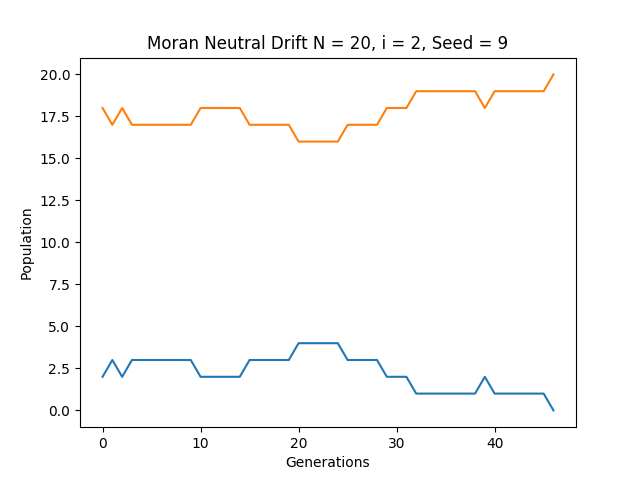 Moran Neutral Drift N = 20, i = 2, Seed = 9
20.0
17.5
15.0
12.5
10.0
7.5
5.0
2.5
0.0
Population
0 10 20 30 40
Generations